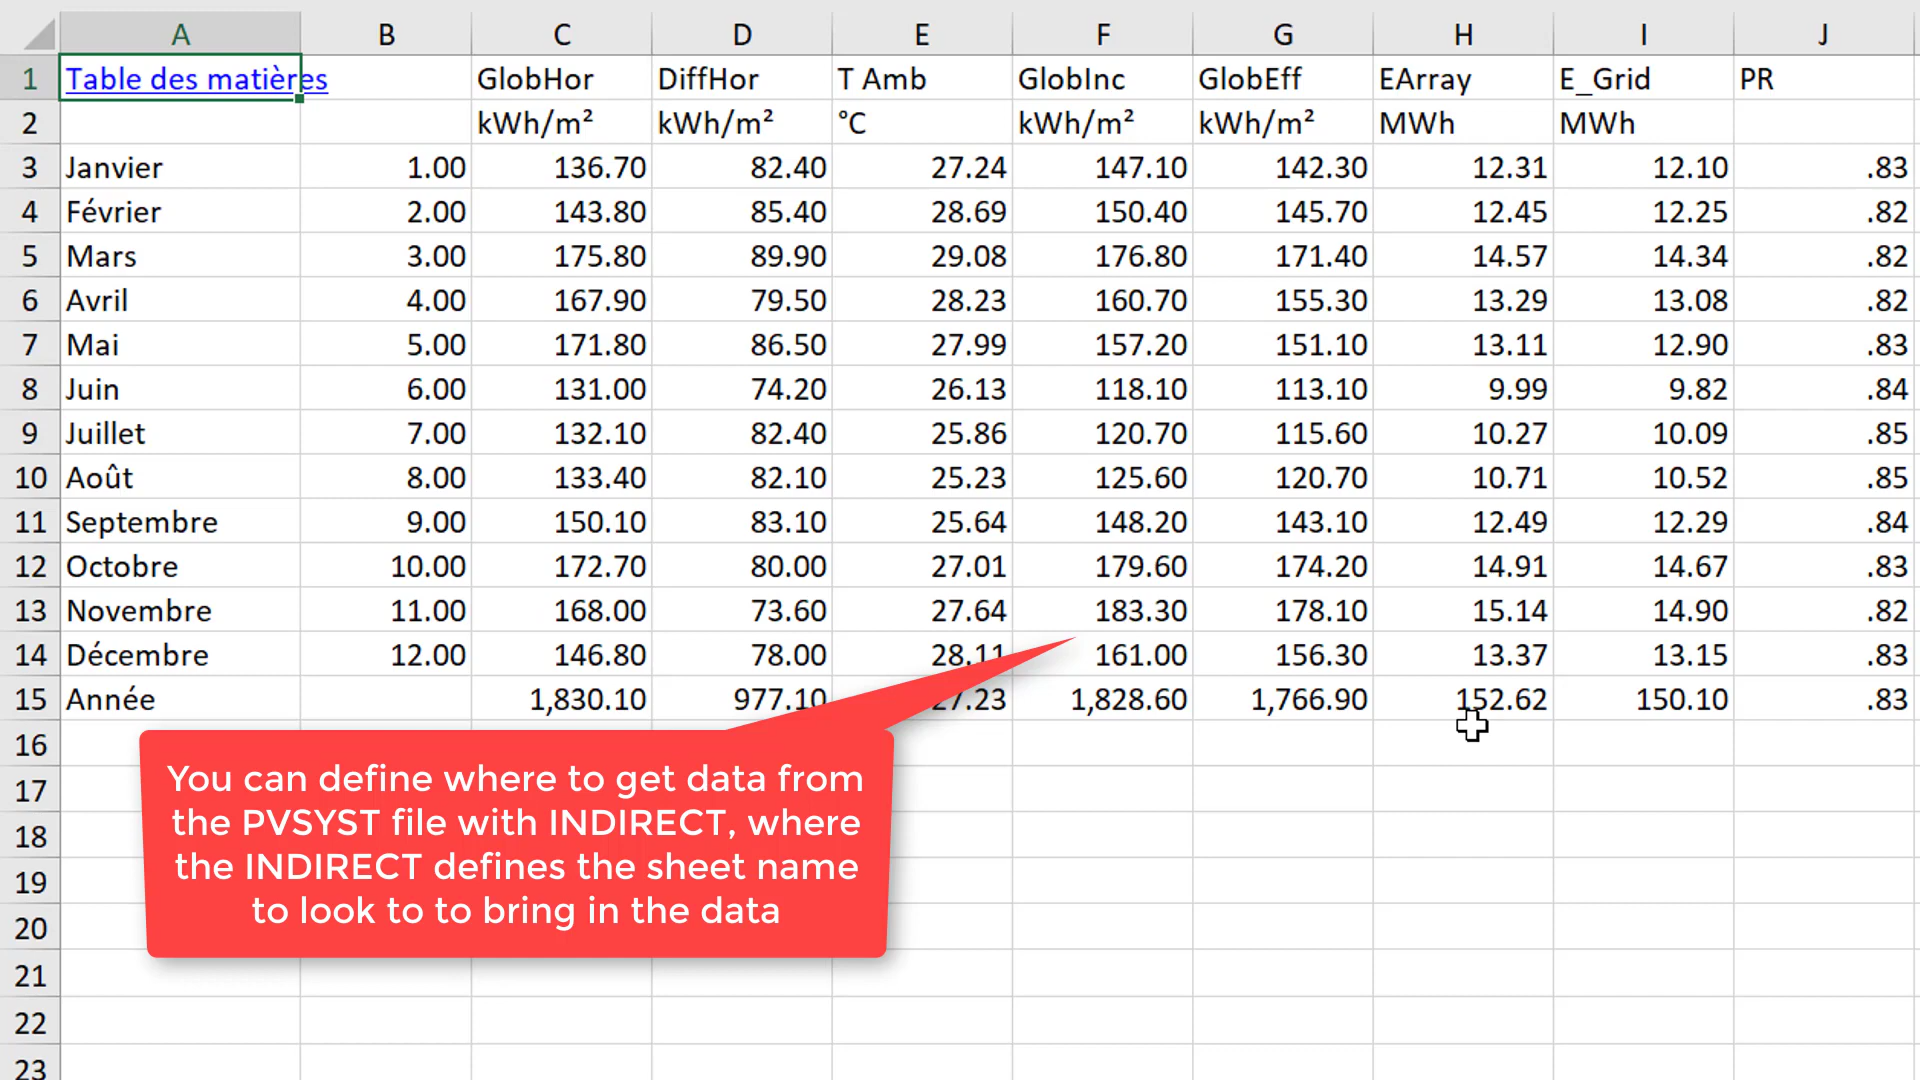 A B C D E F G H I J
1 Table des matières GlobHor DiffHor T Amb GlobInc GlobEff EArray E_Grid PR
2 kWh/m² kWh/m² °C kWh/m² kWh/m² MWh MWh
3 Janvier 1.00 136.70 82.40 27.24 147.10 142.30 12.31 12.10 .83
4 Février 2.00 143.80 85.40 28.69 150.40 145.70 12.45 12.25 .82
5 Mars 3.00 175.80 89.90 29.08 176.80 171.40 14.57 14.34 .82
6 Avril 4.00 167.90 79.50 28.23 160.70 155.30 13.29 13.08 .82
7 Mai 5.00 171.80 86.50 27.99 157.20 151.10 13.11 12.90 .83
8 Juin 6.00 131.00 74.20 26.13 118.10 113.10 9.99 9.82 .84
9 Juillet 7.00 132.10 82.40 25.86 120.70 115.60 10.27 10.09 .85
10 Août 8.00 133.40 82.10 25.23 125.60 120.70 10.71 10.52 .85
11 Septembre 9.00 150.10 83.10 25.64 148.20 143.10 12.49 12.29 .84
12 Octobre 10.00 172.70 80.00 27.01 179.60 174.20 14.91 14.67 .83
13 Novembre 11.00 168.00 73.60 27.64 183.30 178.10 15.14 14.90 .82
14 Décembre 12.00 146.80 78.00 28.11 161.00 156.30 13.37 13.15 .83
15 Année 1,830.10 977.10 27.23 1,828.60 1,766.90 152.62 150.10 .83
16
17
18
19
20
21
22
23
You can define where to get data from
the PVSYST file with INDIRECT, where
the INDIRECT defines the sheet name
to look to to bring in the data